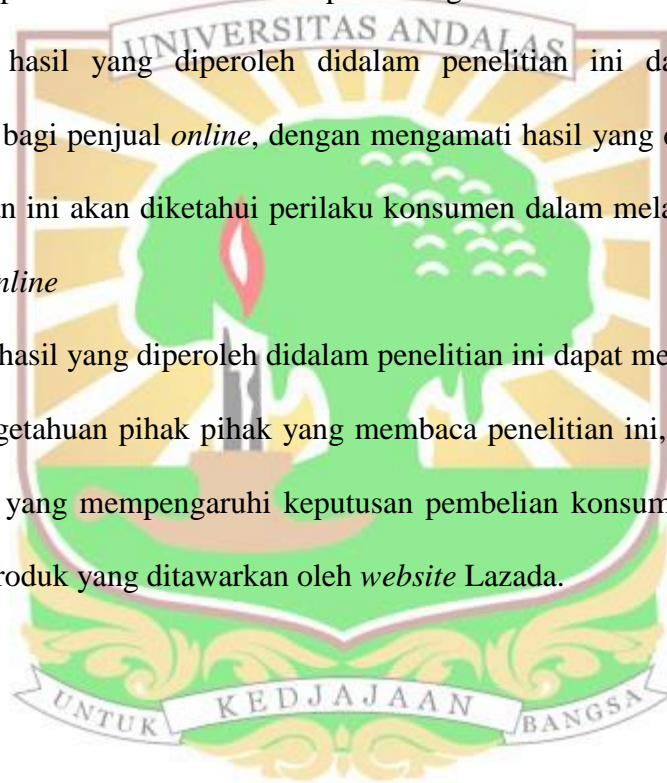 UNIVERSITAS ANDALAS
hasil yang diperoleh didalam penelitian ini da
bagi penjual online, dengan mengamati hasil yang
an ini akan diketahui perilaku konsumen dalam mela
nline
hasil yang diperoleh didalam penelitian ini dapat me
getahuan pihak pihak yang membaca penelitian ini,
yang mempengaruhi keputusan pembelian konsum
roduk yang ditawarkan oleh website Lazada.
UNTUK KEDJAJAAN BANGSA